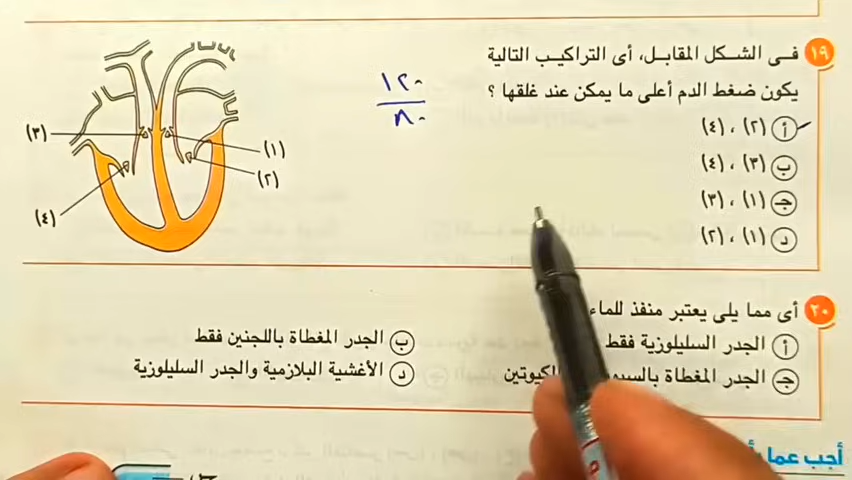 ١٩ فى الشكل المقابل، أى التراكيب التالية
يكون ضغط الدم أعلى ما يمكن عند غلقها ؟
أ (٢) ، (٤)
ب (٣) ، (٤)
ج (١) ، (٣)
د (١) ، (٢)
١٢٠
٨٠
(٣)
(١)
(٢)
(٤)
٢٠ أى مما يلى يعتبر منفذ للماء
أ الجدر السليلوزية فقط
ب الجدر المغطاة باللجنين فقط
ج الجدر المغطاة الكيوتين
د الأغشية البلازمية والجدر السليلوزية
أجب عما